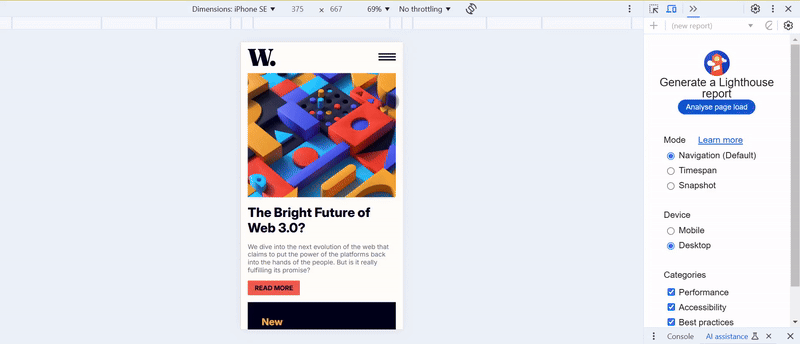 Dimensions: iPhone SE 375 × 667 69% No throttling
(new report)
W.
The Bright Future of
Web 3.0?
We dive into the next evolution of the web that
claims to put the power of the platforms back
into the hands of the people. But is it really
fulfilling its promise?
READ MORE
New
Generate a Lighthouse
report
Analyse page load
Mode Learn more
Navigation (Default)
Timespan
Snapshot
Device
Mobile
Desktop
Categories
Performance
Accessibility
Best practices
Console AI assistance